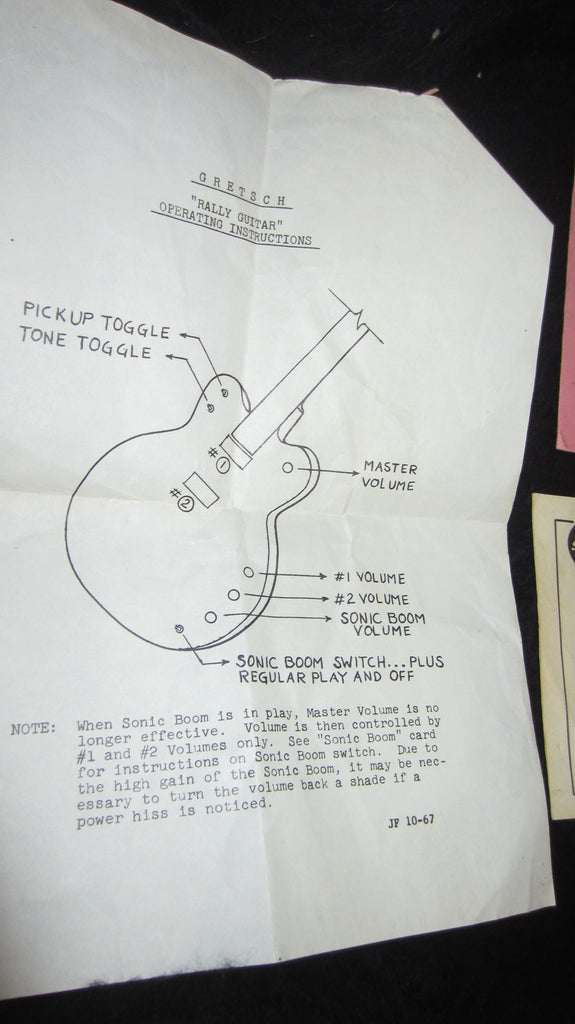 GRETSCH
"RALLY GUITAR"
OPERATING INSTRUCTIONS
PICKUP TOGGLE
TONE TOGGLE
#1
#2
MASTER
VOLUME
#1 VOLUME
#2 VOLUME
SONIC BOOM
VOLUME
SONIC BOOM SWITCH...PLUS
REGULAR PLAY AND OFF
NOTE: When Sonic Boom is in play, Master Volume is no
longer effective. Volume is then controlled by
#1 and #2 Volumes only. See "Sonic Boom" card
for instructions on Sonic Boom switch. Due to
the high gain of the Sonic Boom, it may be nec-
essary to turn the volume back a shade if a
power hiss is noticed.
JF 10-67